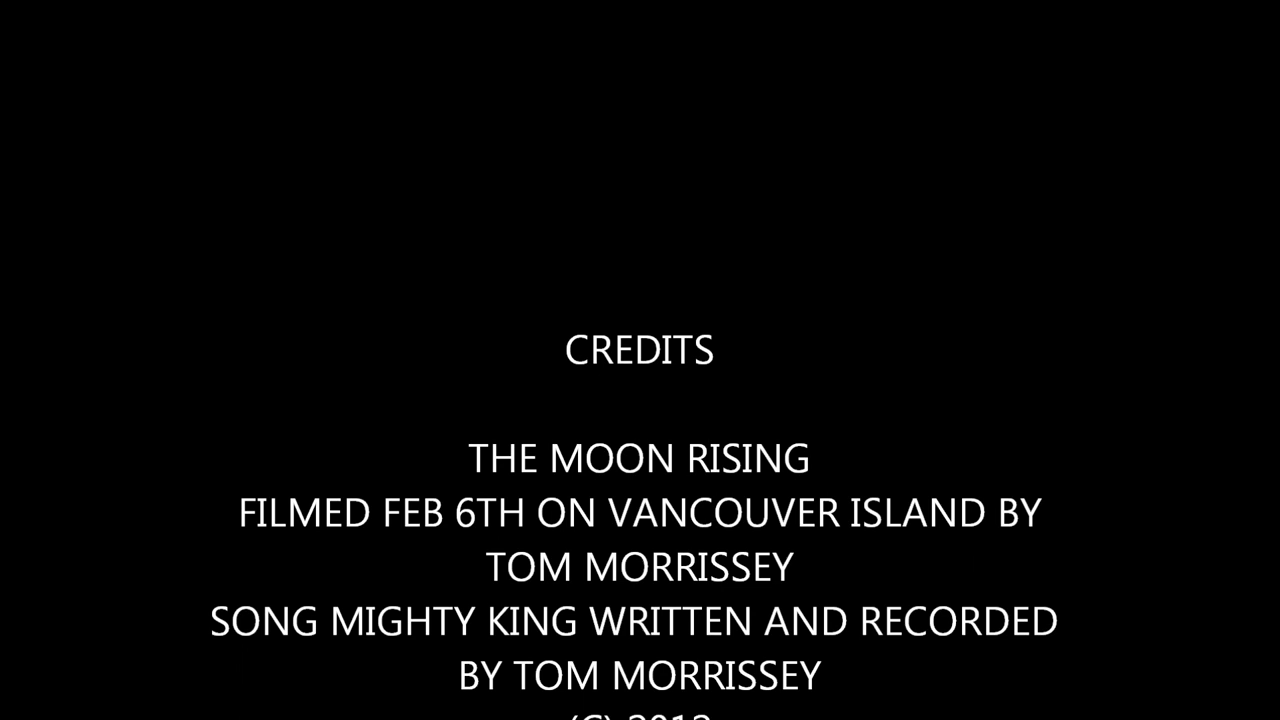 CREDITS
THE MOON RISING
FILMED FEB 6TH ON VANCOUVER ISLAND BY
TOM MORRISSEY
SONG MIGHTY KING WRITTEN AND RECORDED
BY TOM MORRISSEY
(C)